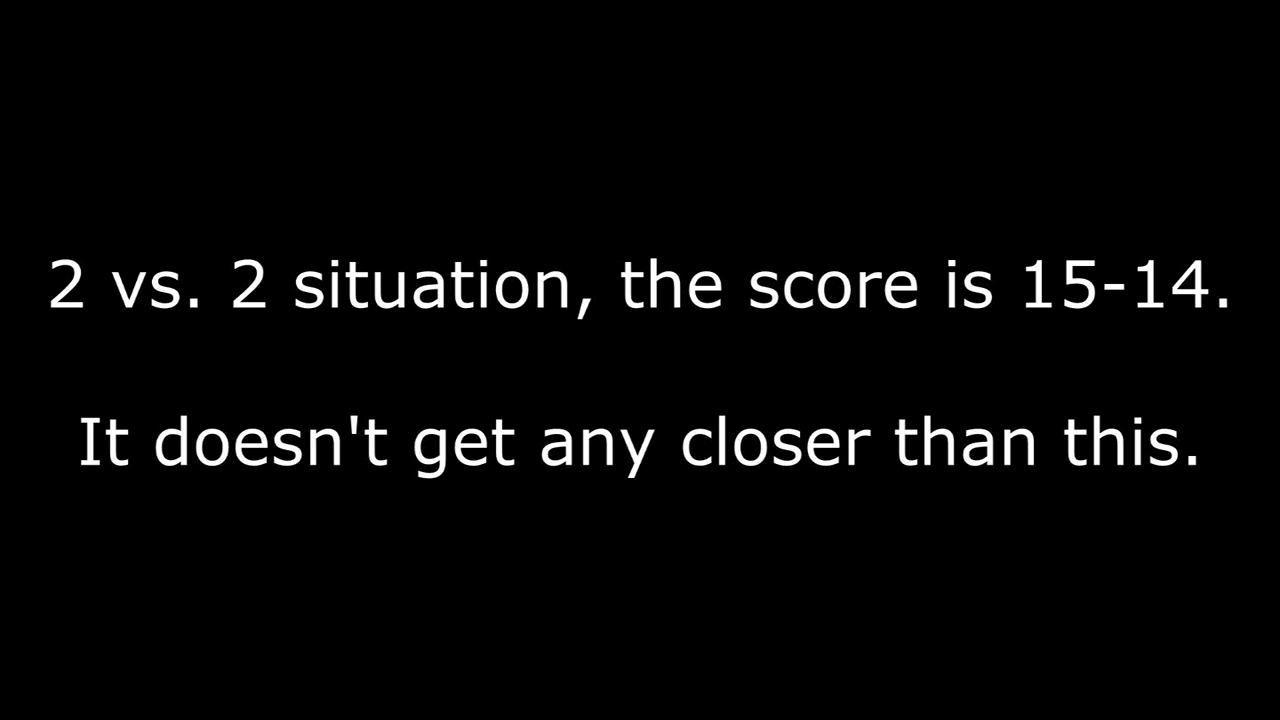 2 vs. 2 situation, the score is 15-14.
It doesn't get any closer than this.